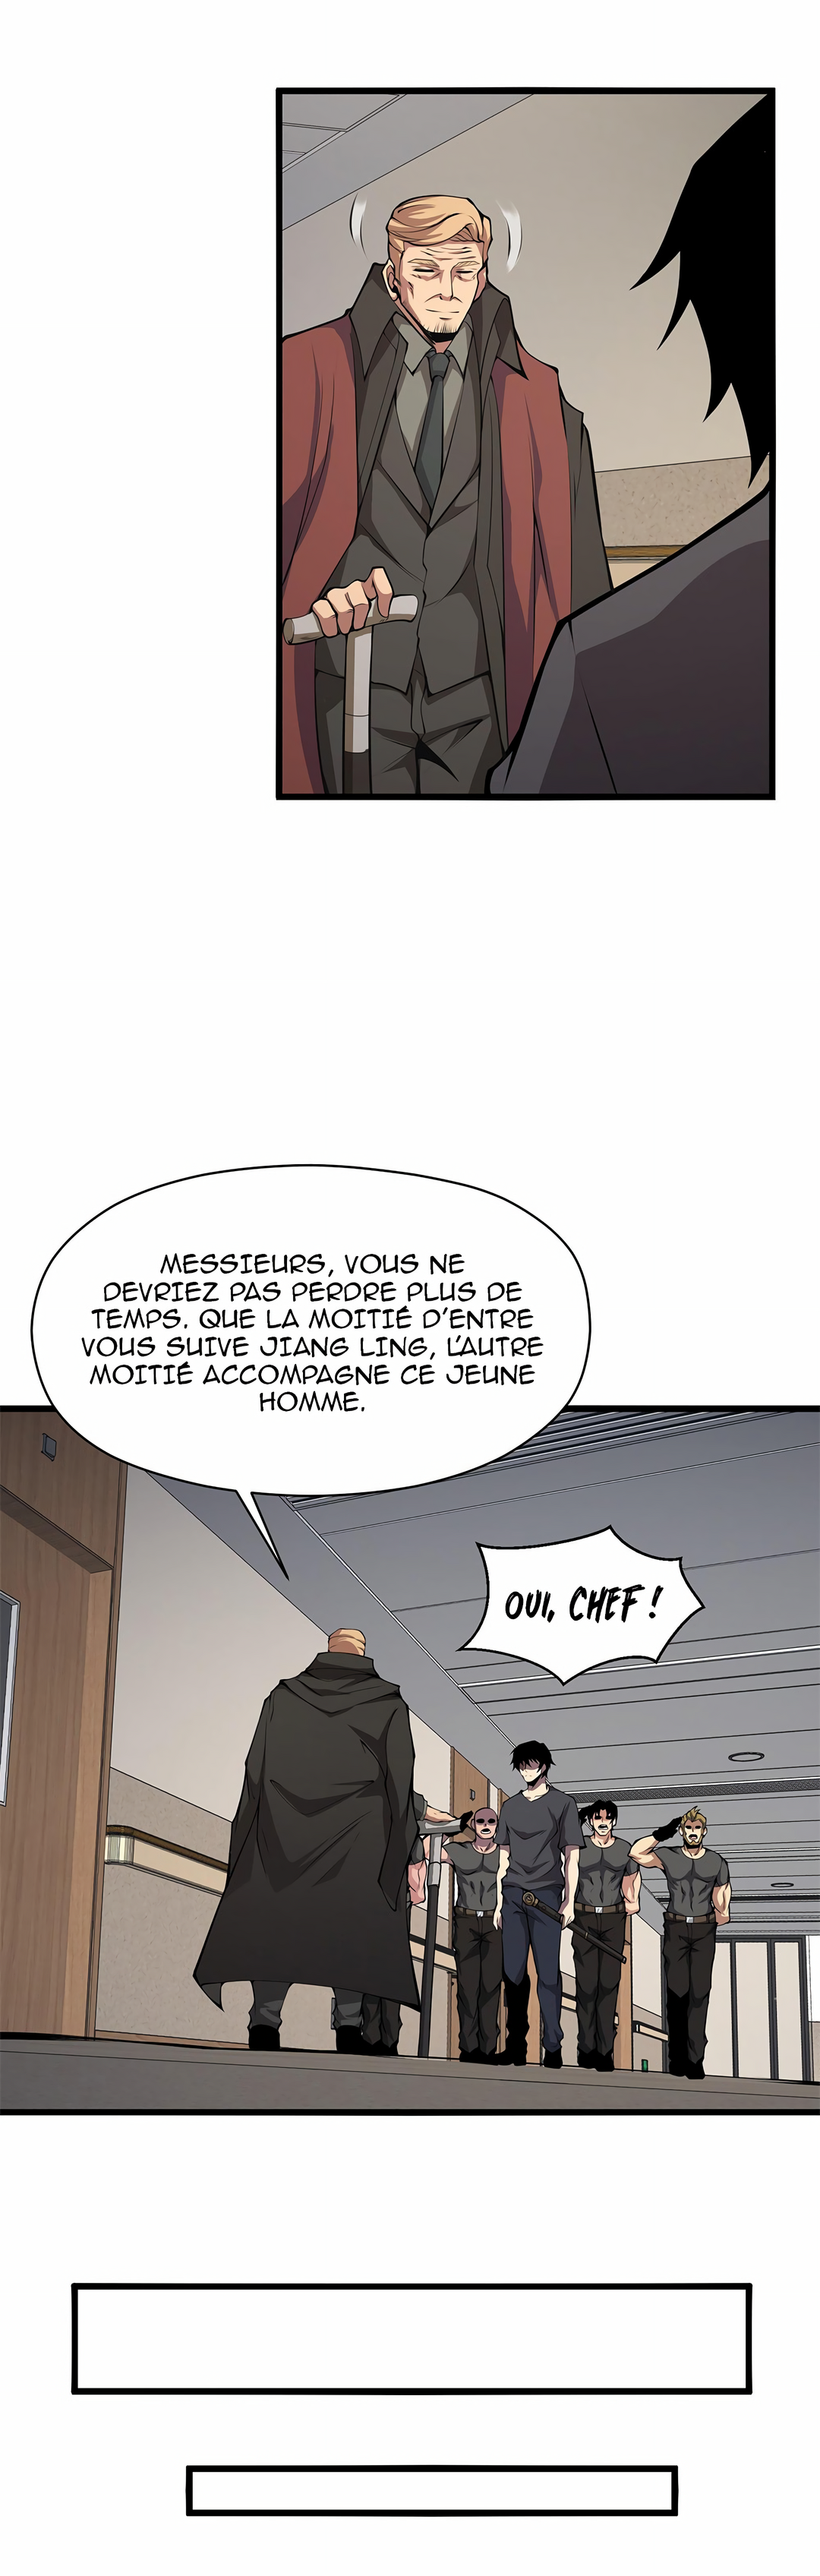 MESSIEURS, VOUS NE
DEVRIEZ PAS PERDRE PLUS DE
TEMPS. QUE LA MOITIÉ D'ENTRE
VOUS SUIVE JIANG LING, L'AUTRE
MOITIÉ ACCOMPAGNE CE JEUNE
HOMME.
OUI, CHEF !